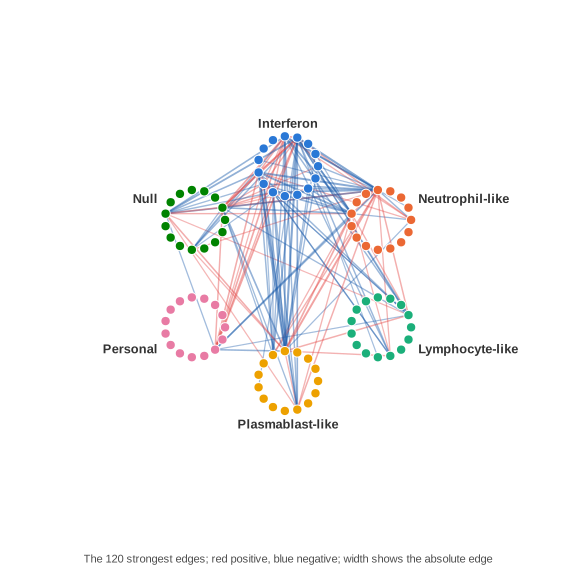 Interferon
Null
Neutrophil-like
Personal
Lymphocyte-like
Plasmablast-like
The 120 strongest edges; red positive, blue negative; width shows the absolute edge